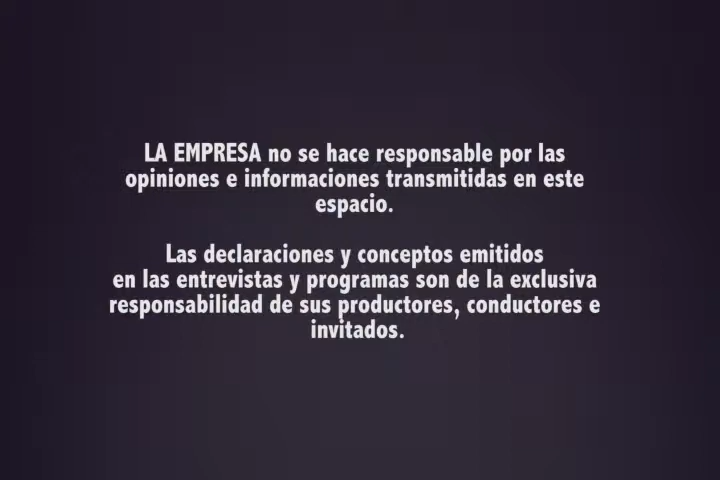 LA EMPRESA no se hace responsable por las
opiniones e informaciones transmitidas en este
espacio.
Las declaraciones y conceptos emitidos
en las entrevistas y programas son de la exclusiva
responsabilidad de sus productores, conductores e
invitados.